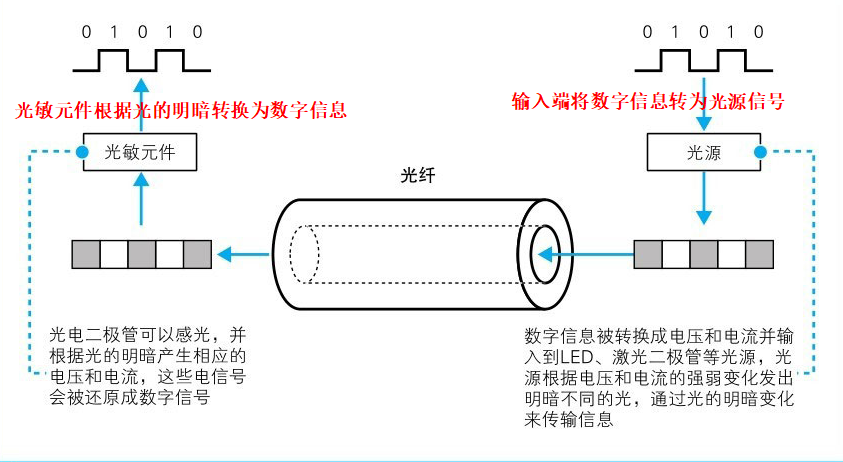 0 1 0 1 0
0 1 0 1 0
光敏元件根据光的明暗转换为数字信息
输入端将数字信息转为光源信号
光敏元件
光源
光纤
光电二极管可以感光，并
根据光的明暗产生相应的
电压和电流，这些电信号
会被还原成数字信号
数字信息被转换成电压和电流并输
入到LED、激光二极管等光源，光
源根据电压和电流的强弱变化发出
明暗不同的光，通过光的明暗变化
来传输信息